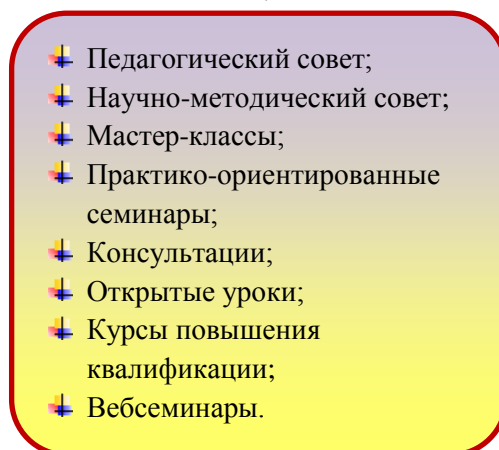 Педагогический совет;
Научно-методический совет;
Мастер-классы;
Практико-ориентированные
семинары;
Консультации;
Открытые уроки;
Курсы повышения
квалификации;
Вебсеминары.